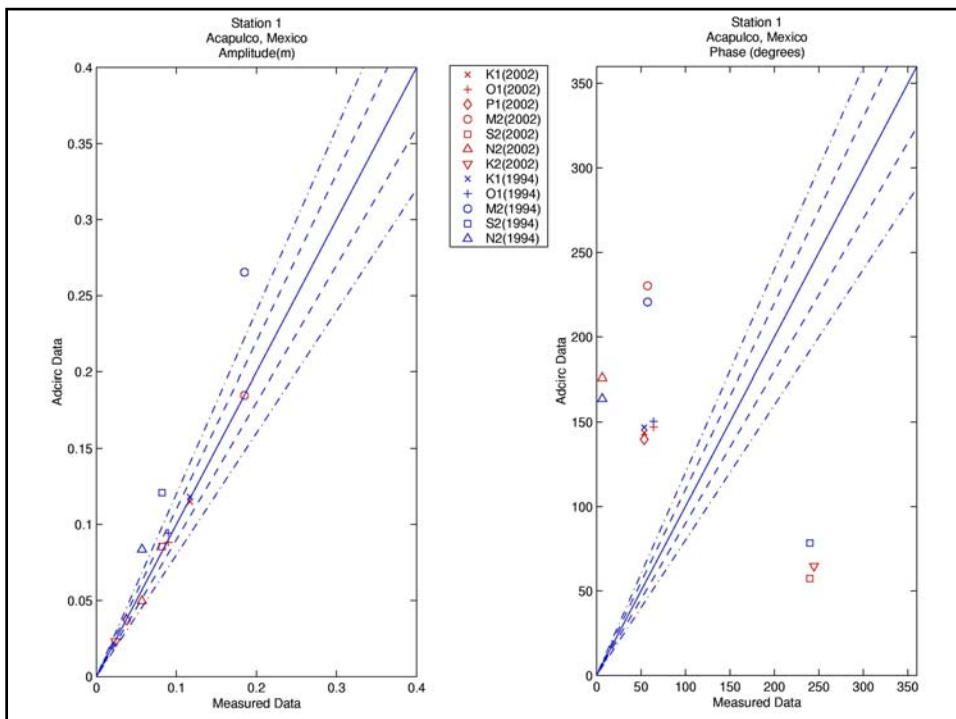 Station 1
Acapulco, Mexico
Amplitude(m)
0.4
0.35
0.3
0.25
0.2
0.15
0.1
0.05
0
Adcirc Data
0 0.1 0.2 0.3 0.4
Measured Data
K1(2002)
O1(2002)
P1(2002)
M2(2002)
S2(2002)
N2(2002)
K2(2002)
K1(1994)
O1(1994)
M2(1994)
S2(1994)
N2(1994)
Station 1
Acapulco, Mexico
Phase (degrees)
350
300
250
200
150
100
50
0
Adcirc Data
0 50 100 150 200 250 300 350
Measured Data